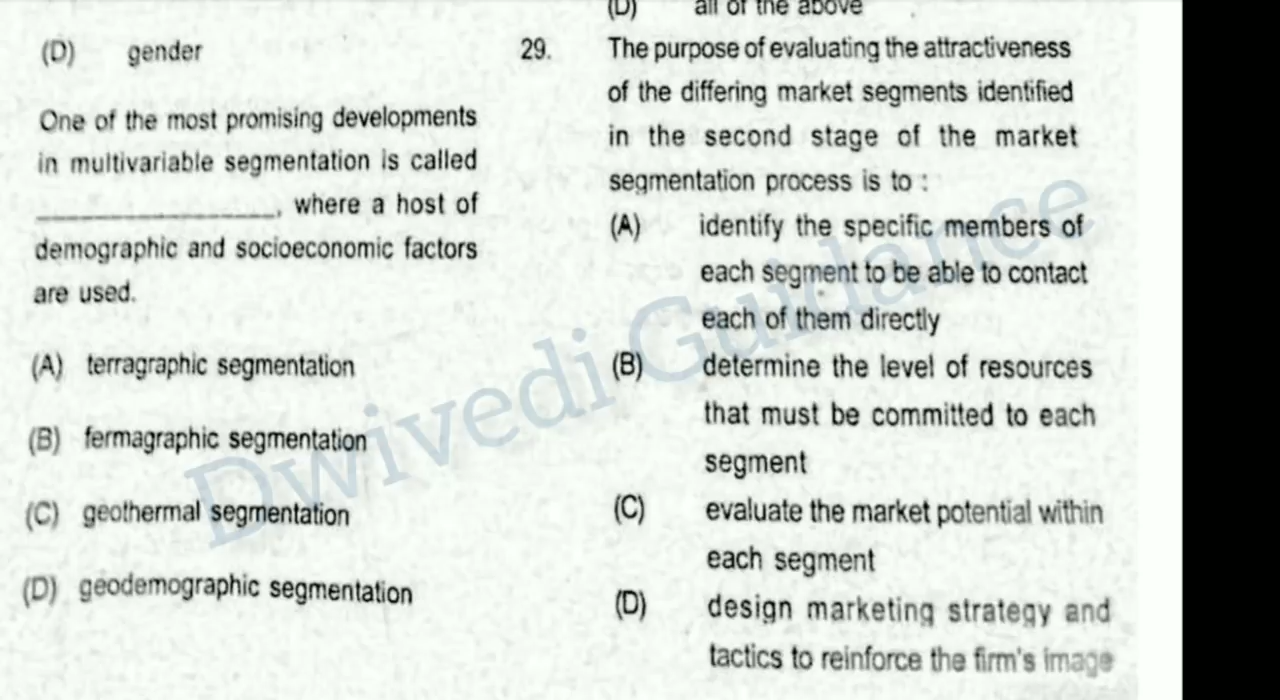 (D) gender
One of the most promising developments
in multivariable segmentation is called
____________________, where a host of
demographic and socioeconomic factors
are used.
(A) terragraphic segmentation
(B) fermagraphic segmentation
(C) geothermal segmentation
(D) geodemographic segmentation
(D) all of the above
29. The purpose of evaluating the attractiveness
of the differing market segments identified
in the second stage of the market
segmentation process is to :
(A) identify the specific members of
each segment to be able to contact
each of them directly
(B) determine the level of resources
that must be committed to each
segment
(C) evaluate the market potential within
each segment
(D) design marketing strategy and
tactics to reinforce the firm's image
Dwivedi Guidance